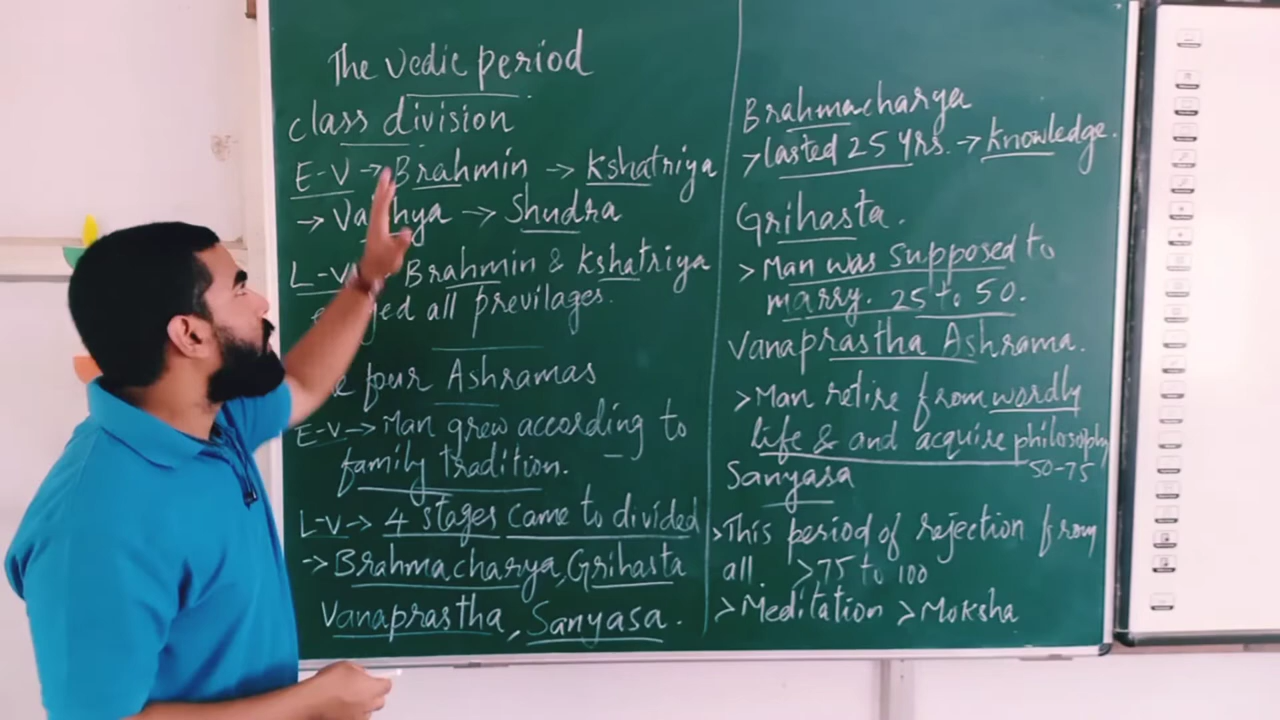 The Vedic period
class division
E-V → Brahmin → Kshatriya
→ Shudra
Brahmin & Kshatriya
all previlages.
four Ashramas
E-V → Man grew according to
family tradition.
L-V → 4 stages came to divided
→ Brahmacharya, Grihasta
Vanaprastha, Sanyasa.
Brahmacharya
> lasted 25 yrs. → knowledge.
Grihasta.
> Man was supposed to
marry. 25 to 50.
Vanaprastha Ashrama.
> Man retire from wordly
life & and acquire philosophy
50-75
Sanyasa
> This period of rejection from
all. > 75 to 100
> Meditation > Moksha